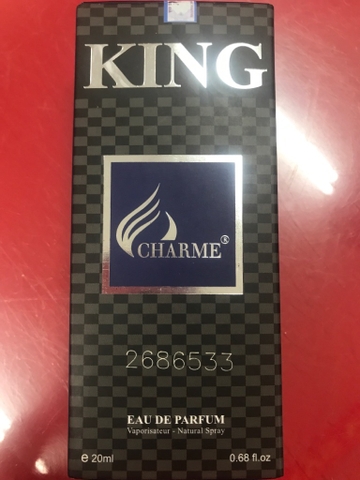 KING
CHARME®
2686533
EAU DE PARFUM
Vaporisateur - Natural Spray
e 20ml 0.68 fl.oz